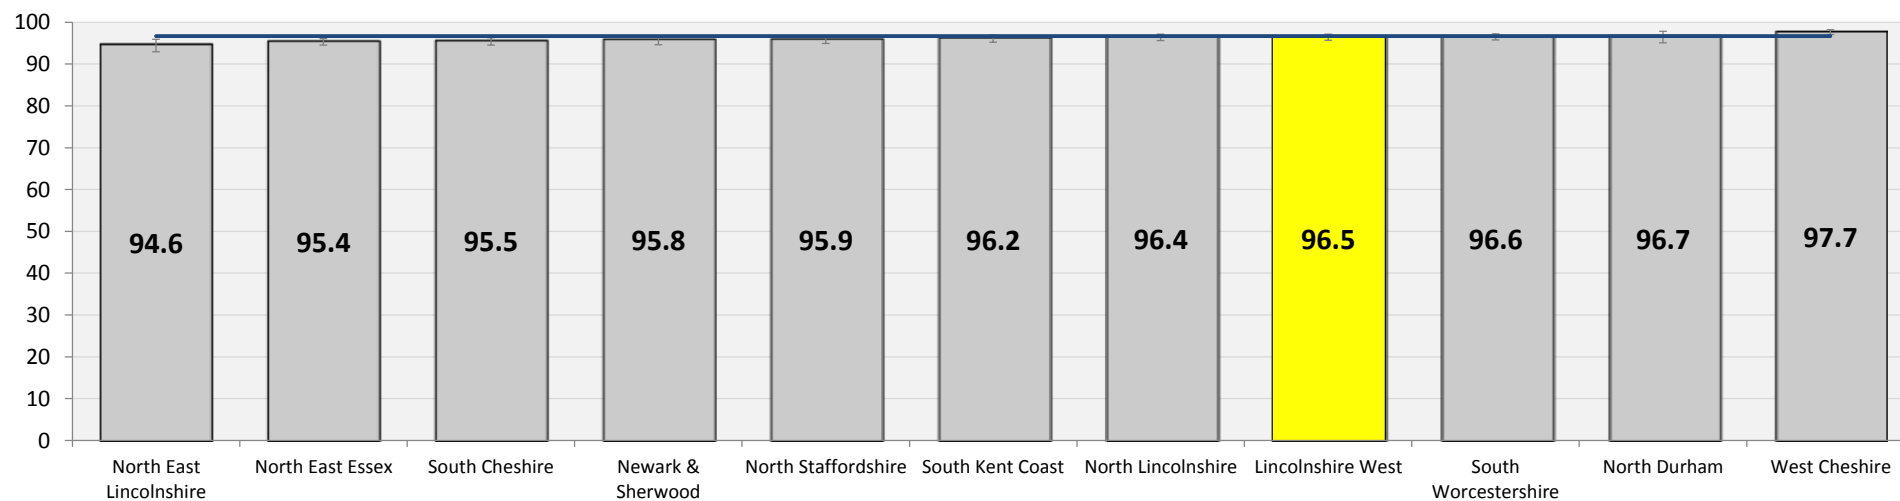 100
90
80
70
60
50
40
30
20
10
0
94.6
95.4
95.5
95.8
95.9
96.2
96.4
96.5
96.6
96.7
97.7
North East
Lincolnshire
North East Essex
South Cheshire
Newark &
Sherwood
North Staffordshire
South Kent Coast
North Lincolnshire
Lincolnshire West
South
Worcestershire
North Durham
West Cheshire